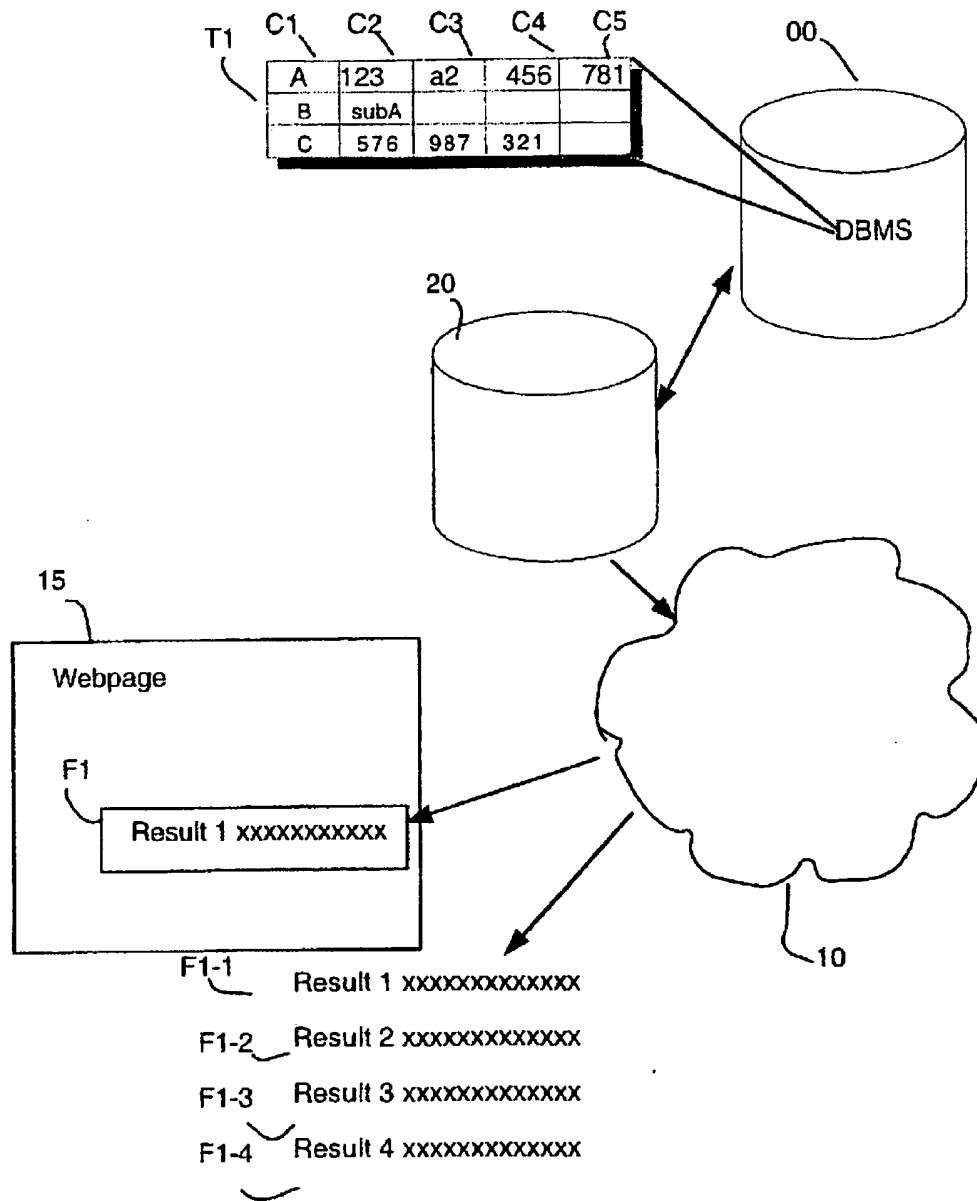 C1 C2 C3 C4 C5
T1
00
A 123 a2 456 781
B subA
C 576 987 321
DBMS
20
15
Webpage
F1
Result 1 xxxxxxxxxxx
10
F1-1 Result 1 xxxxxxxxxxxxx
F1-2 Result 2 xxxxxxxxxxxxx
F1-3 Result 3 xxxxxxxxxxxxx
F1-4 Result 4 xxxxxxxxxxxxx